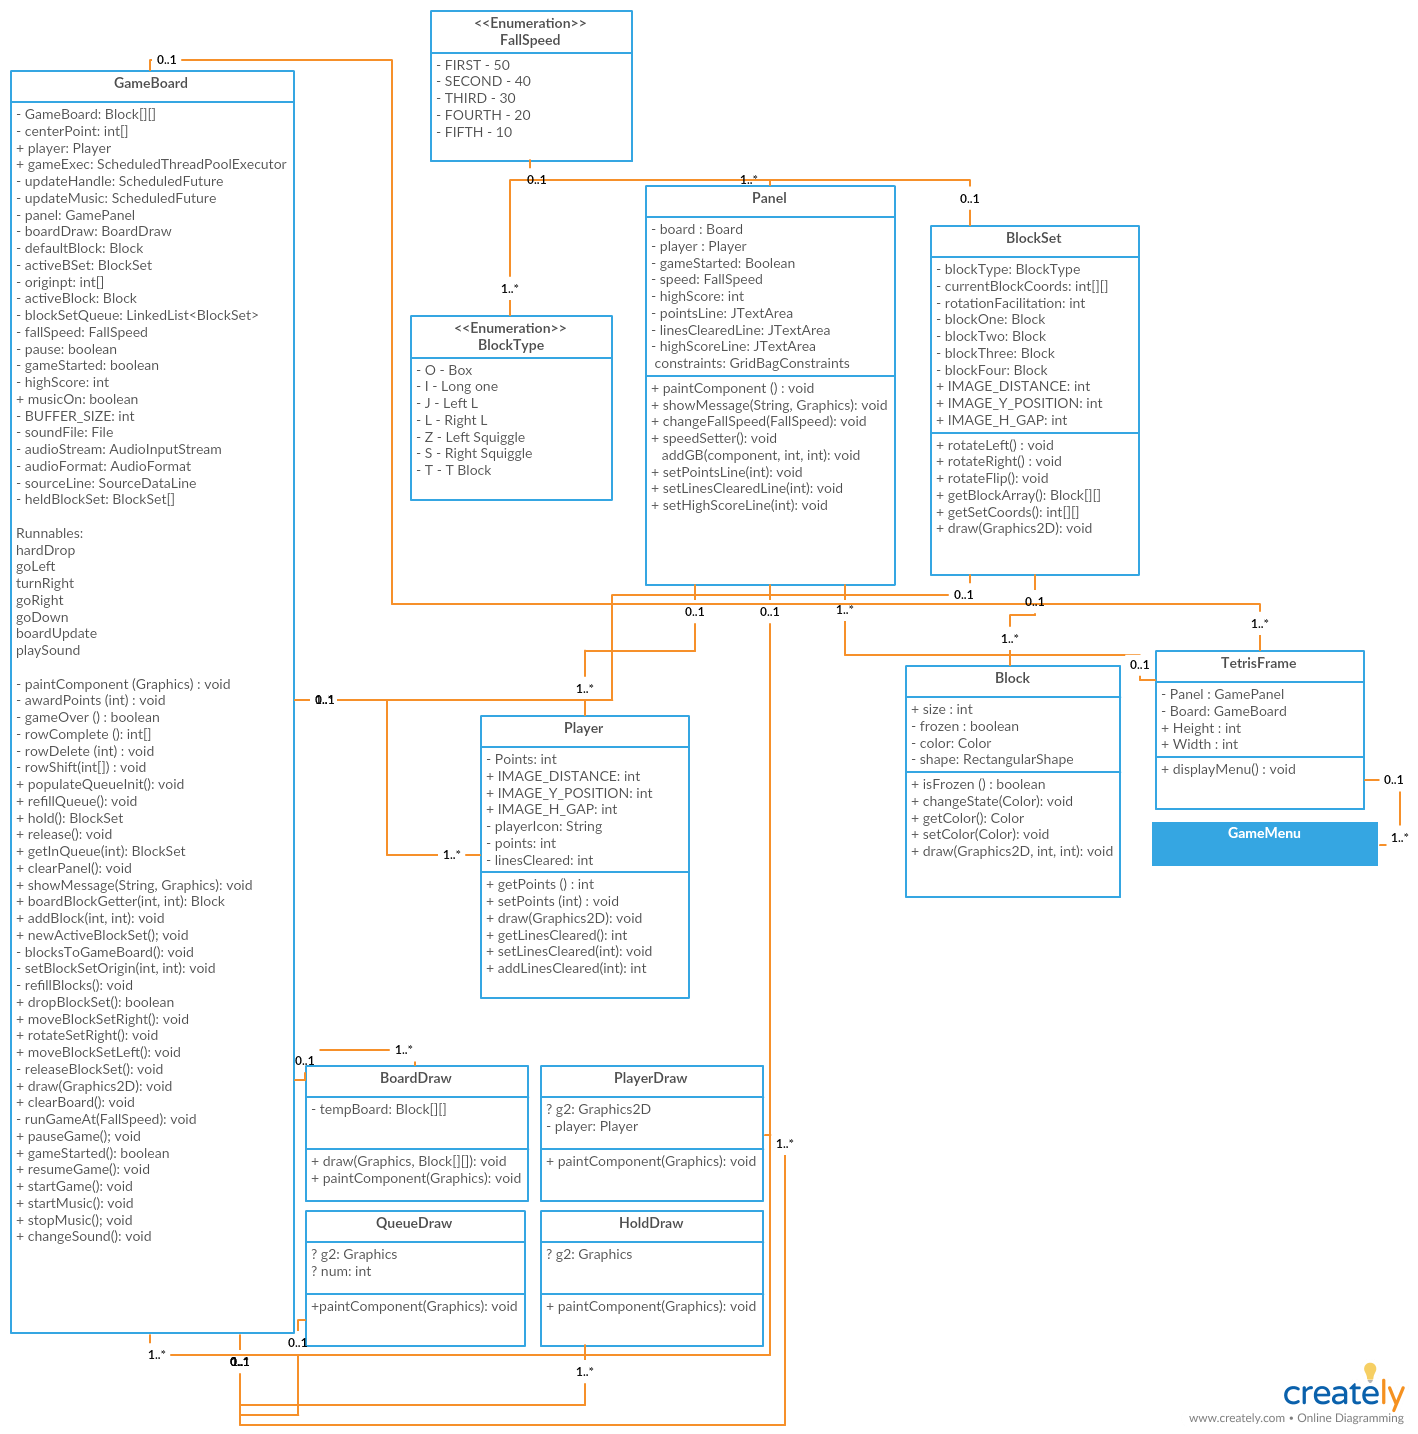 <<Enumeration>>
FallSpeed
- FIRST - 50
- SECOND - 40
- THIRD - 30
- FOURTH - 20
- FIFTH - 10
0..1
GameBoard
- GameBoard: Block[][]
- centerPoint: int[]
+ player: Player
+ gameExec: ScheduledThreadPoolExecutor
- updateHandle: ScheduledFuture
- updateMusic: ScheduledFuture
- panel: GamePanel
- boardDraw: BoardDraw
- defaultBlock: Block
- activeBSet: BlockSet
- originpt: int[]
- activeBlock: Block
- blockSetQueue: LinkedList<BlockSet>
- fallSpeed: FallSpeed
- pause: boolean
- gameStarted: boolean
- highScore: int
+ musicOn: boolean
- BUFFER_SIZE: int
- soundFile: File
- audioStream: AudioInputStream
- audioFormat: AudioFormat
- sourceLine: SourceDataLine
- heldBlockSet: BlockSet[]
Runnables:
hardDrop
goLeft
turnRight
goRight
goDown
boardUpdate
playSound
- paintComponent (Graphics) : void
- awardPoints (int) : void
- gameOver () : boolean
- rowComplete (): int[]
- rowDelete (int) : void
- rowShift(int[]) : void
+ populateQueueInit(): void
+ refillQueue(): void
+ hold(): BlockSet
+ release(): void
+ getInQueue(int): BlockSet
+ clearPanel(): void
+ showMessage(String, Graphics): void
+ boardBlockGetter(int, int): Block
+ addBlock(int, int): void
+ newActiveBlockSet(); void
- blocksToGameBoard(): void
- setBlockSetOrigin(int, int): void
- refillBlocks(): void
+ dropBlockSet(): boolean
+ moveBlockSetRight(): void
+ rotateSetRight(): void
+ moveBlockSetLeft(): void
- releaseBlockSet(): void
+ draw(Graphics2D): void
+ clearBoard(): void
- runGameAt(FallSpeed): void
+ pauseGame(); void
+ gameStarted(): boolean
+ resumeGame(): void
+ startGame(): void
+ startMusic(): void
+ stopMusic(); void
+ changeSound(): void
0..1
1..*
0..1
1..*
<<Enumeration>>
BlockType
- O - Box
- I - Long one
- J - Left L
- L - Right L
- Z - Left Squiggle
- S - Right Squiggle
- T - T Block
Panel
- board : Board
- player : Player
- gameStarted: Boolean
- speed: FallSpeed
- highScore: int
- pointsLine: JTextArea
- linesClearedLine: JTextArea
- highScoreLine: JTextArea
constraints: GridBagConstraints
+ paintComponent () : void
+ showMessage(String, Graphics): void
+ changeFallSpeed(FallSpeed): void
+ speedSetter(): void
addGB(component, int, int): void
+ setPointsLine(int): void
+ setLinesClearedLine(int): void
+ setHighScoreLine(int): void
BlockSet
- blockType: BlockType
- currentBlockCoords: int[][]
- rotationFacilitation: int
- blockOne: Block
- blockTwo: Block
- blockThree: Block
- blockFour: Block
+ IMAGE_DISTANCE: int
+ IMAGE_Y_POSITION: int
+ IMAGE_H_GAP: int
+ rotateLeft() : void
+ rotateRight() : void
+ rotateFlip(): void
+ getBlockArray(): Block[][]
+ getSetCoords(): int[][]
+ draw(Graphics2D): void
0..1
0..1
1..*
0..1
0..1
1..*
1..*
1..*
0..1
0..1
Player
- Points: int
+ IMAGE_DISTANCE: int
+ IMAGE_Y_POSITION: int
+ IMAGE_H_GAP: int
- playerIcon: String
- points: int
- linesCleared: int
+ getPoints () : int
+ setPoints (int) : void
+ draw(Graphics2D): void
+ getLinesCleared(): int
+ setLinesCleared(int): void
+ addLinesCleared(int): int
1..*
Block
+ size : int
- frozen : boolean
- color: Color
- shape: RectangularShape
+ isFrozen () : boolean
+ changeState(Color): void
+ getColor(): Color
+ setColor(Color): void
+ draw(Graphics2D, int, int): void
TetrisFrame
- Panel : GamePanel
- Board: GameBoard
+ Height : int
+ Width : int
+ displayMenu() : void
0..1
1..*
GameMenu
0..1
1..*
BoardDraw
- tempBoard: Block[][]
+ draw(Graphics, Block[][]): void
+ paintComponent(Graphics): void
PlayerDraw
? g2: Graphics2D
- player: Player
+ paintComponent(Graphics): void
1..*
QueueDraw
? g2: Graphics
? num: int
+paintComponent(Graphics): void
HoldDraw
? g2: Graphics
+ paintComponent(Graphics): void
0..1
1..*
0..1
1..*
creately
www.creately.com • Online Diagramming